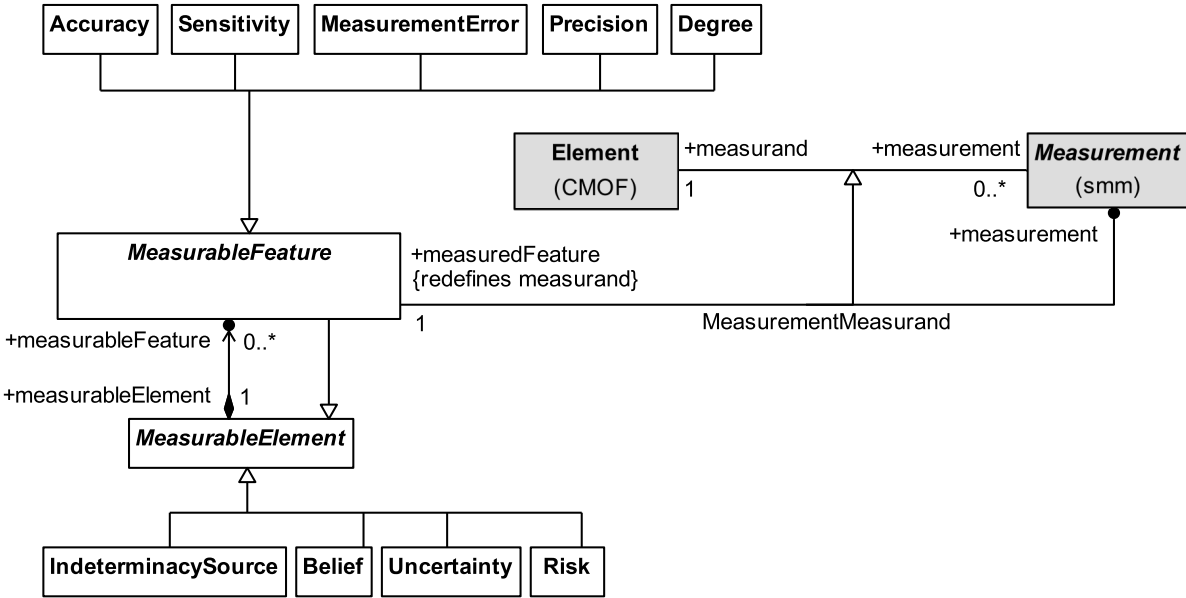 Accuracy
Sensitivity
MeasurementError
Precision
Degree
Element
(CMOF)
+measurand
1
+measurement
0..*
Measurement
(smm)
+measurement
MeasurableFeature
+measuredFeature
{redefines measurand}
1
MeasurementMeasurand
+measurableFeature
0..*
+measurableElement
1
MeasurableElement
IndeterminacySource
Belief
Uncertainty
Risk